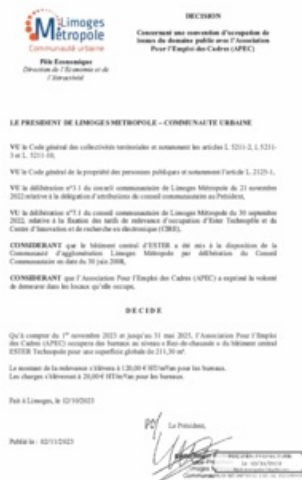 Limoges
Métropole
Communauté urbaine
Pôle Economique
Direction de l'Economie et de
l'Attractivité
DECISION
Concernant une convention d'occupation de
locaux du domaine public avec l'Association
Pour l'Emploi des Cadres (APEC)
LE PRESIDENT DE LIMOGES METROPOLE – COMMUNAUTE URBAINE
VU le Code général des collectivités territoriales et notamment les articles L 5211-2, L 5211-
9 et L 5211-10,
VU le Code général de la propriété des personnes publiques et notamment l'article L 2125-1,
VU la délibération n°3.1 du conseil communautaire de Limoges Métropole du 21 novembre
2022 relative à la délégation d'attributions du conseil communautaire au Président,
VU la délibération n°3.1 du conseil communautaire de Limoges Métropole du 30 septembre
2022, relative à la fixation des tarifs de redevance d'occupation d'Ester Technopôle et du
Centre d'Innovation et de recherche en électronique (CIRE),
CONSIDERANT que le bâtiment central d'ESTER a été mis à la disposition de la
Communauté d'agglomération Limoges Métropole par délibération du Conseil
Communautaire en date du 30 juin 2008,
CONSIDERANT que l'Association Pour l'Emploi des Cadres (APEC) a exprimé la volonté
de demeurer dans les locaux qu'elle occupe,
DECIDE
Qu'à compter du 1er novembre 2023 et jusqu'au 31 mai 2025, l'Association Pour l'Emploi
des Cadres (APEC) occupera des bureaux au niveau « Rez-de-chaussée » du bâtiment central
ESTER Technopole pour une superficie globale de 211,30 m².
Le montant de la redevance s'élèvera à 120,00 € HT/m²/an pour les bureaux.
Les charges s'élèveront à 20,00 € HT/m²/an pour les bureaux.
Fait à Limoges, le 02/10/2023
Le Président,
Publié le : 02/11/2023